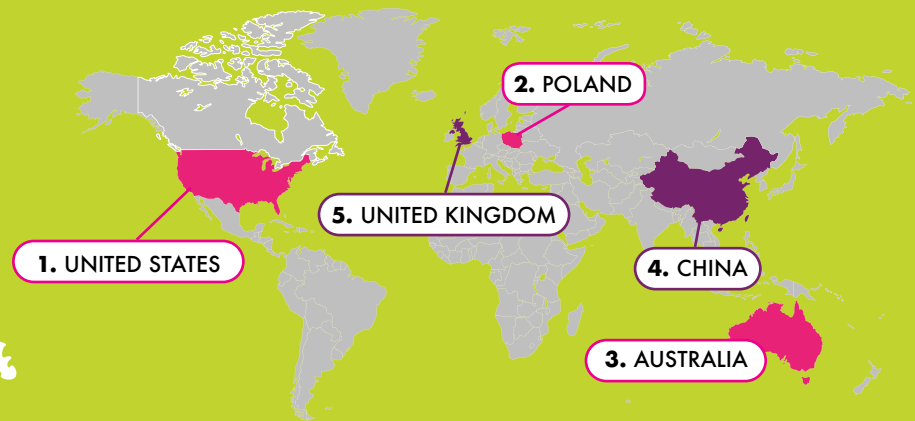 1. UNITED STATES
2. POLAND
3. AUSTRALIA
4. CHINA
5. UNITED KINGDOM